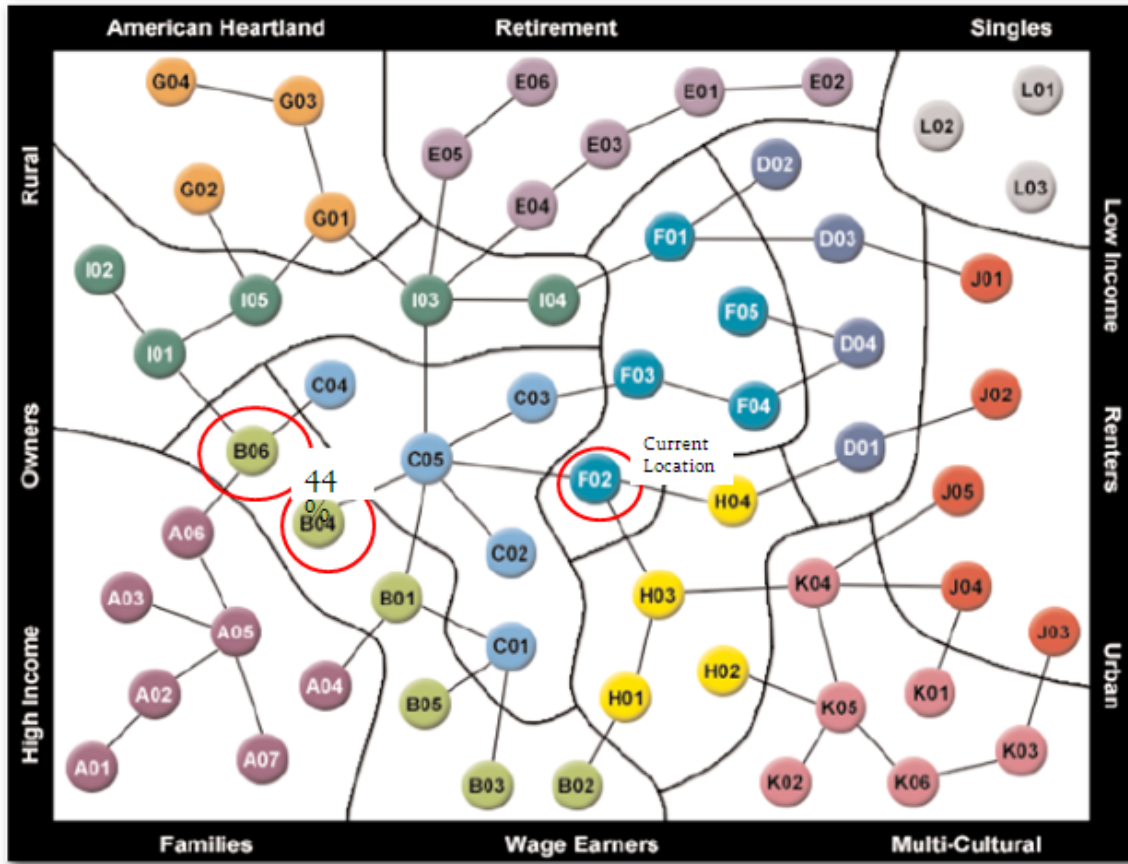 American Heartland
Retirement
Singles
Rural
Owners
High Income
Low Income
Renters
Urban
G04
G03
E06
E01
E02
L01
L02
E05
E03
D02
L03
G02
G01
E04
F01
D03
I02
I05
I03
I04
J01
F05
I01
D04
C04
C03
F03
F04
J02
B06
C05
Current
Location
D01
44
%
F02
H04
J05
B04
A06
C02
A03
B01
H03
K04
J04
A05
C01
J03
A02
A04
H02
K01
B05
H01
K05
A01
A07
K03
B03
B02
K02
K06
Families
Wage Earners
Multi-Cultural